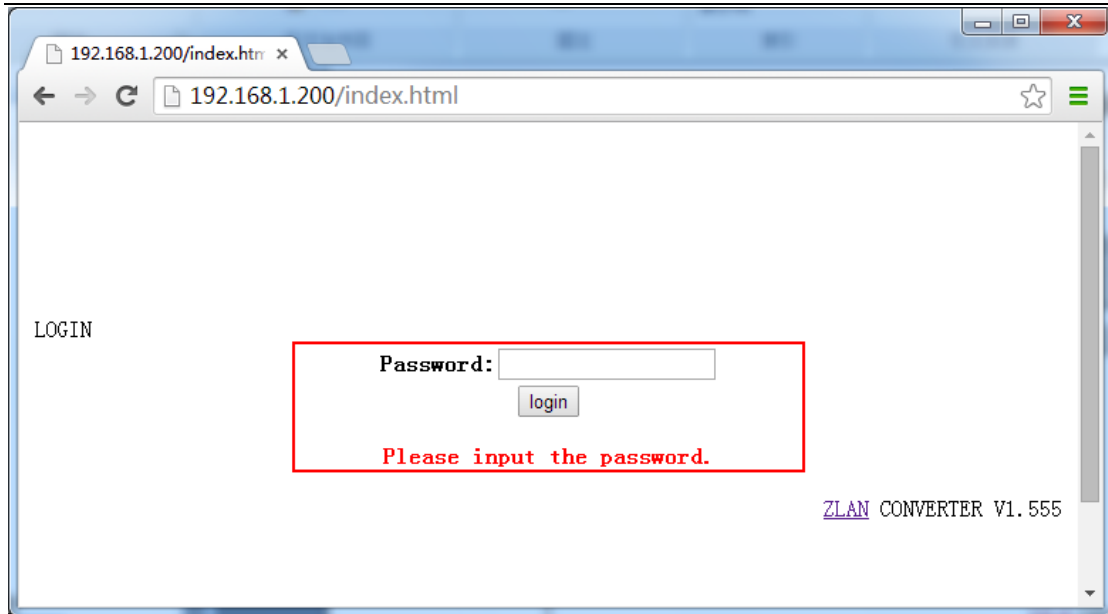 192.168.1.200/index.htm
192.168.1.200/index.html
LOGIN
Password:
login
Please input the password.
ZLAN CONVERTER V1.555